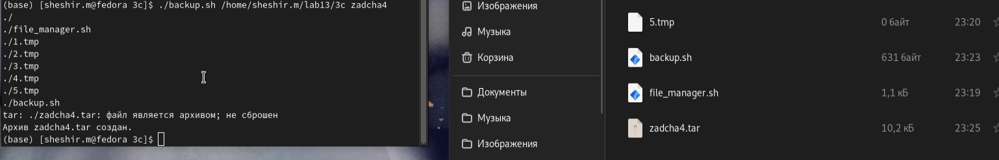 (base) [sheshir.m@fedora 3c]$ ./backup.sh /home/sheshir.m/lab13/3c zadcha4
./
./file_manager.sh
./1.tmp
./2.tmp
./3.tmp
./4.tmp
./5.tmp
./backup.sh
tar: ./zadcha4.tar: файл является архивом; не сброшен
Архив zadcha4.tar создан.
(base) [sheshir.m@fedora 3c]$
Изображения
Музыка
Корзина
Документы
Музыка
Изображения
5.tmp 0 байт 23:20
backup.sh 631 байт 23:23
file_manager.sh 1,1 кБ 23:19
zadcha4.tar 10,2 кБ 23:25